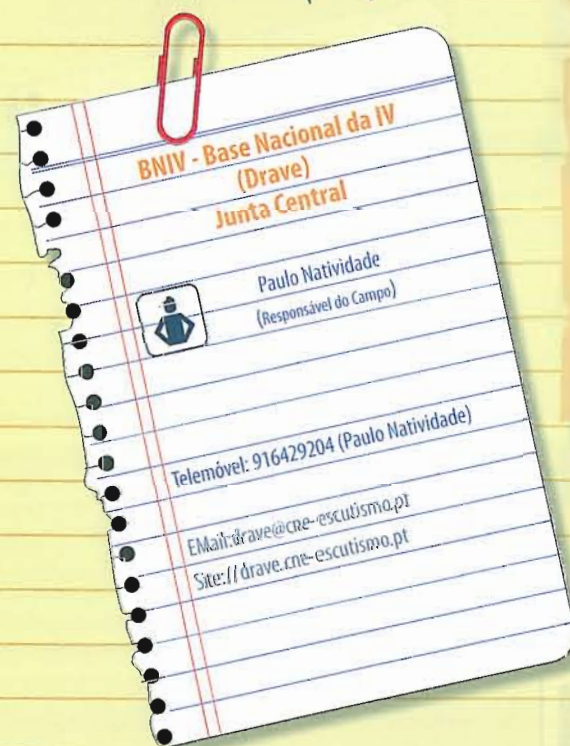 BNIV - Base Nacional da IV
(Drave)
Junta Central
Paulo Natividade
(Responsável do Campo)
Telemóvel: 916429204 (Paulo Natividade)
EMail:drave@cne-escutismo.pt
Site://drave.cne-escutismo.pt